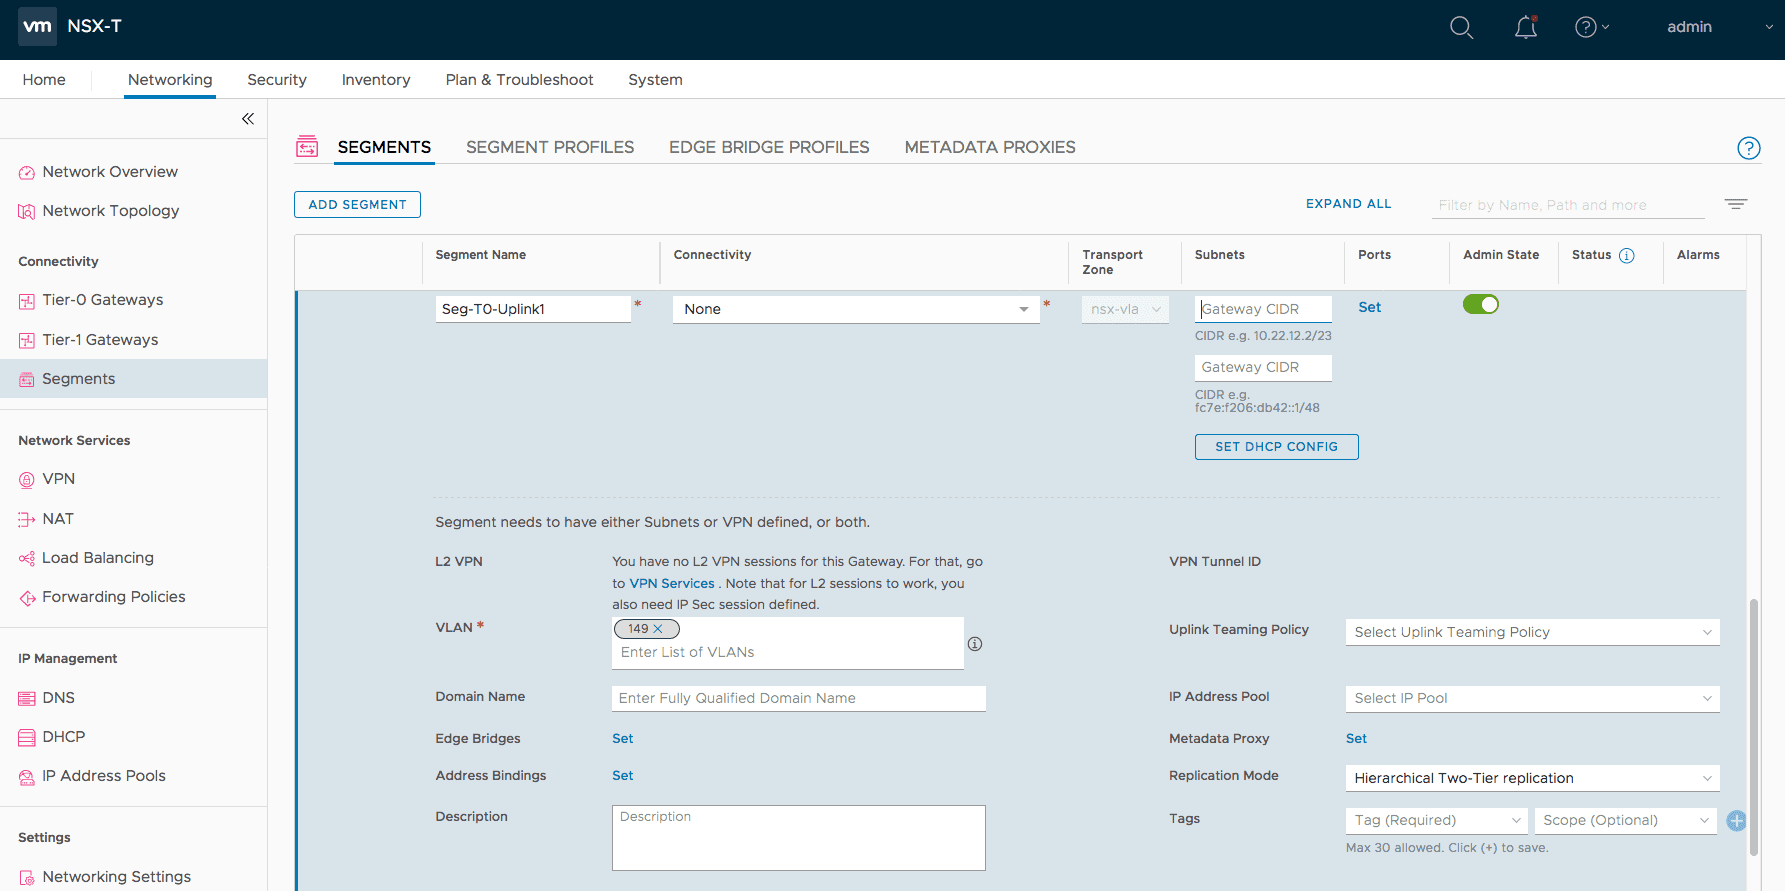 vm NSX-T
admin
Home Networking Security Inventory Plan & Troubleshoot System
Network Overview
Network Topology
Connectivity
Tier-0 Gateways
Tier-1 Gateways
Segments
Network Services
VPN
NAT
Load Balancing
Forwarding Policies
IP Management
DNS
DHCP
IP Address Pools
Settings
Networking Settings
SEGMENTS SEGMENT PROFILES EDGE BRIDGE PROFILES METADATA PROXIES
ADD SEGMENT
EXPAND ALL
Filter by Name, Path and more
Segment Name Connectivity Transport Zone Subnets Ports Admin State Status Alarms
Seg-T0-Uplink1 *
None *
nsx-vla
Gateway CIDR
CIDR e.g. 10.22.12.2/23
Gateway CIDR
CIDR e.g.
fc7e:f206:db42::1/48
SET DHCP CONFIG
Set
Segment needs to have either Subnets or VPN defined, or both.
L2 VPN
You have no L2 VPN sessions for this Gateway. For that, go
to VPN Services . Note that for L2 sessions to work, you
also need IP Sec session defined.
VPN Tunnel ID
VLAN *
149
Enter List of VLANs
Uplink Teaming Policy
Select Uplink Teaming Policy
Domain Name
Enter Fully Qualified Domain Name
IP Address Pool
Select IP Pool
Edge Bridges Set
Metadata Proxy Set
Address Bindings Set
Replication Mode
Hierarchical Two-Tier replication
Description
Description
Tags
Tag (Required)
Scope (Optional)
Max 30 allowed. Click (+) to save.